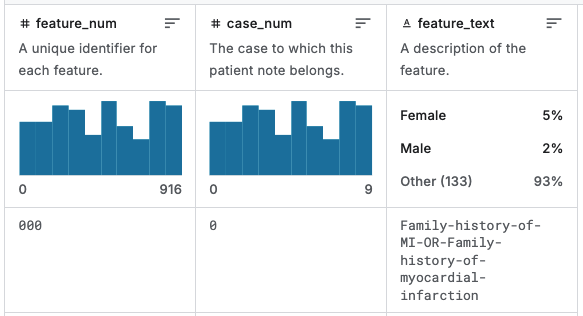 # feature_num
A unique identifier for
each feature.
0 916
000
# case_num
The case to which this
patient note belongs.
0 9
0
A feature_text
A description of the
feature.
Female 5%
Male 2%
Other (133) 93%
Family-history-of-
MI-OR-Family-
history-of-
myocardial-
infarction